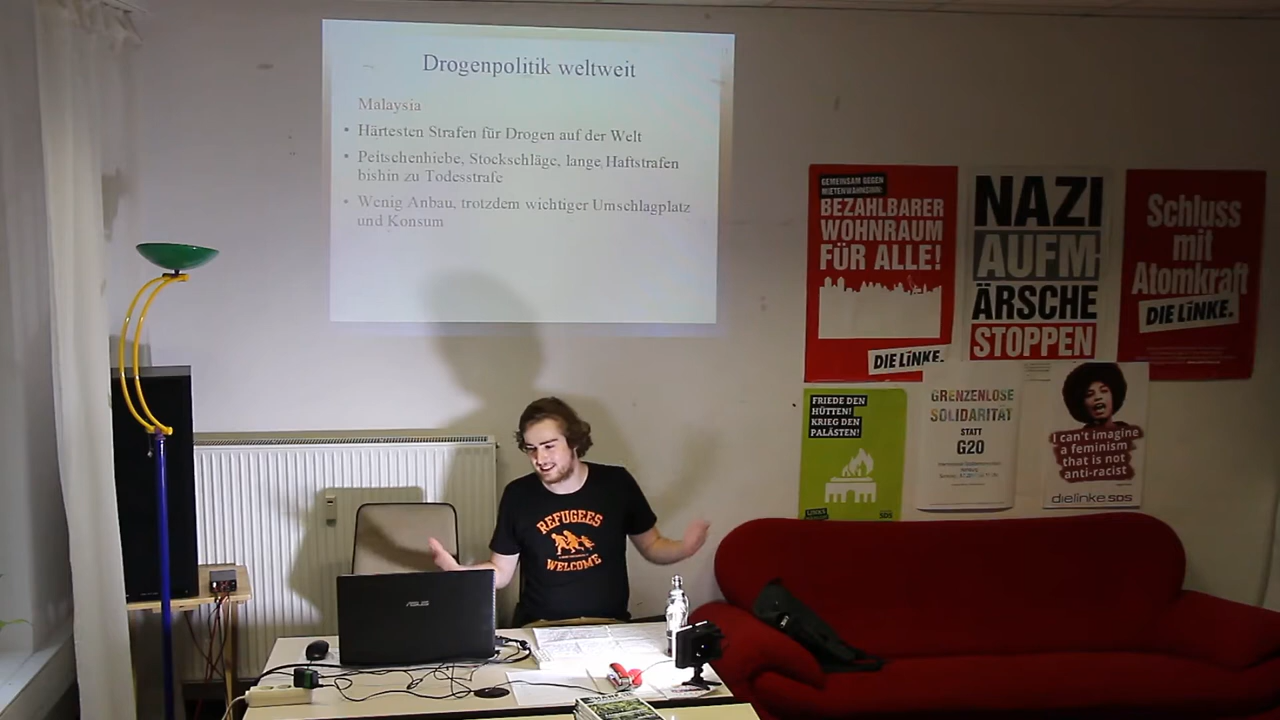 Drogenpolitik weltweit
Malaysia
• Härtesten Strafen für Drogen auf der Welt
• Peitschenhiebe, Stockschläge, lange Haftstrafen
bishin zu Todesstrafe
• Wenig Anbau, trotzdem wichtiger Umschlagplatz
und Konsum
GEMEINSAM GEGEN
MIETENWAHNSINN:
BEZAHLBARER
WOHNRAUM
FÜR ALLE!
DIE LINKE.
NAZI
AUFM
ÄRSCHE
STOPPEN
Schluss
mit
Atomkraft
DIE LINKE.
FRIEDE DEN
HÜTTEN!
KRIEG DEN
PALÄSTEN!
SDS
GRENZENLOSE
SOLIDARITÄT
STATT
G20
I can't imagine
a feminism
that is not
anti-racist
dielinke.SDS
REFUGEES
WELCOME
ASUS